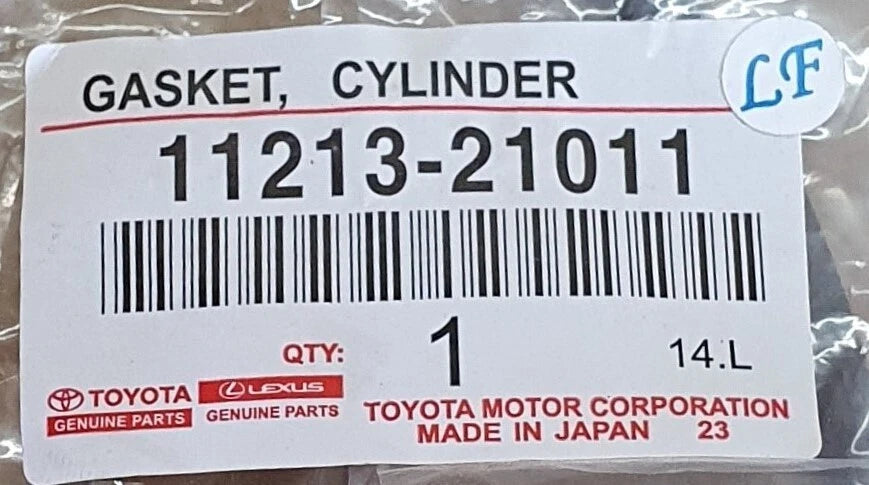 GASKET, CYLINDER
LF
11213-21011
QTY: 1 14.L
TOYOTA LEXUS
GENUINE PARTS GENUINE PARTS
TOYOTA MOTOR CORPORATION
MADE IN JAPAN 23